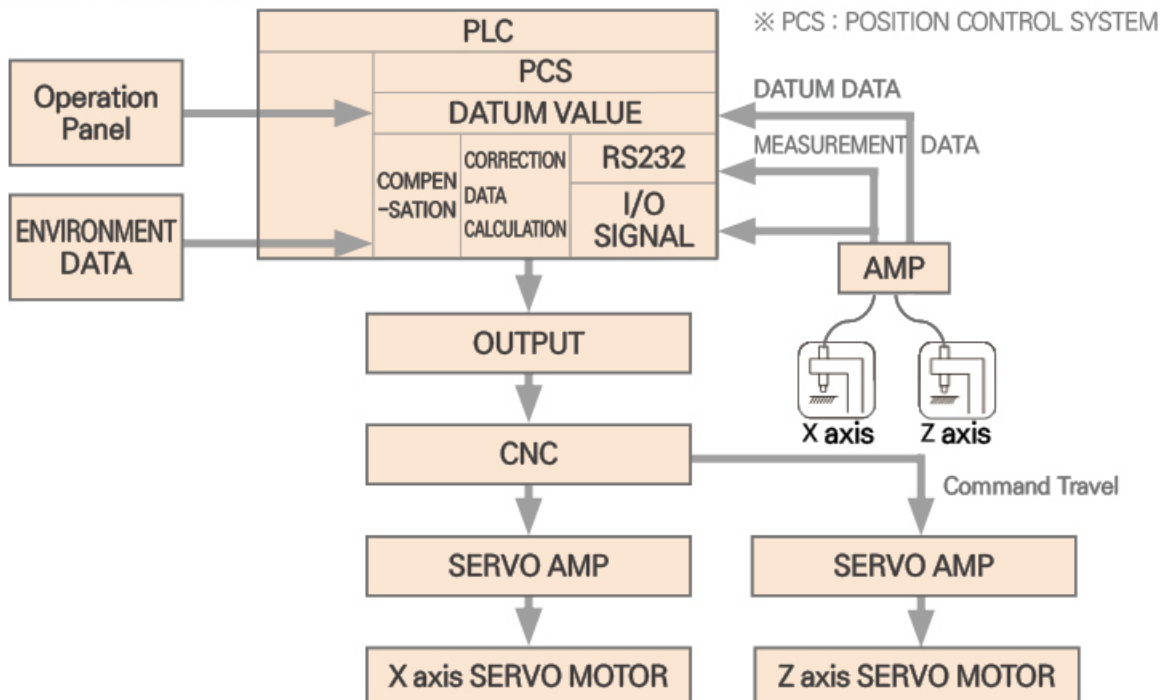 ※ PCS : POSITION CONTROL SYSTEM
PLC
PCS
DATUM VALUE
COMPEN
-SATION
CORRECTION
DATA
CALCULATION
RS232
I/O
SIGNAL
Operation
Panel
ENVIRONMENT
DATA
DATUM DATA
MEASUREMENT DATA
AMP
X axis
Z axis
OUTPUT
CNC
Command Travel
SERVO AMP
SERVO AMP
X axis SERVO MOTOR
Z axis SERVO MOTOR